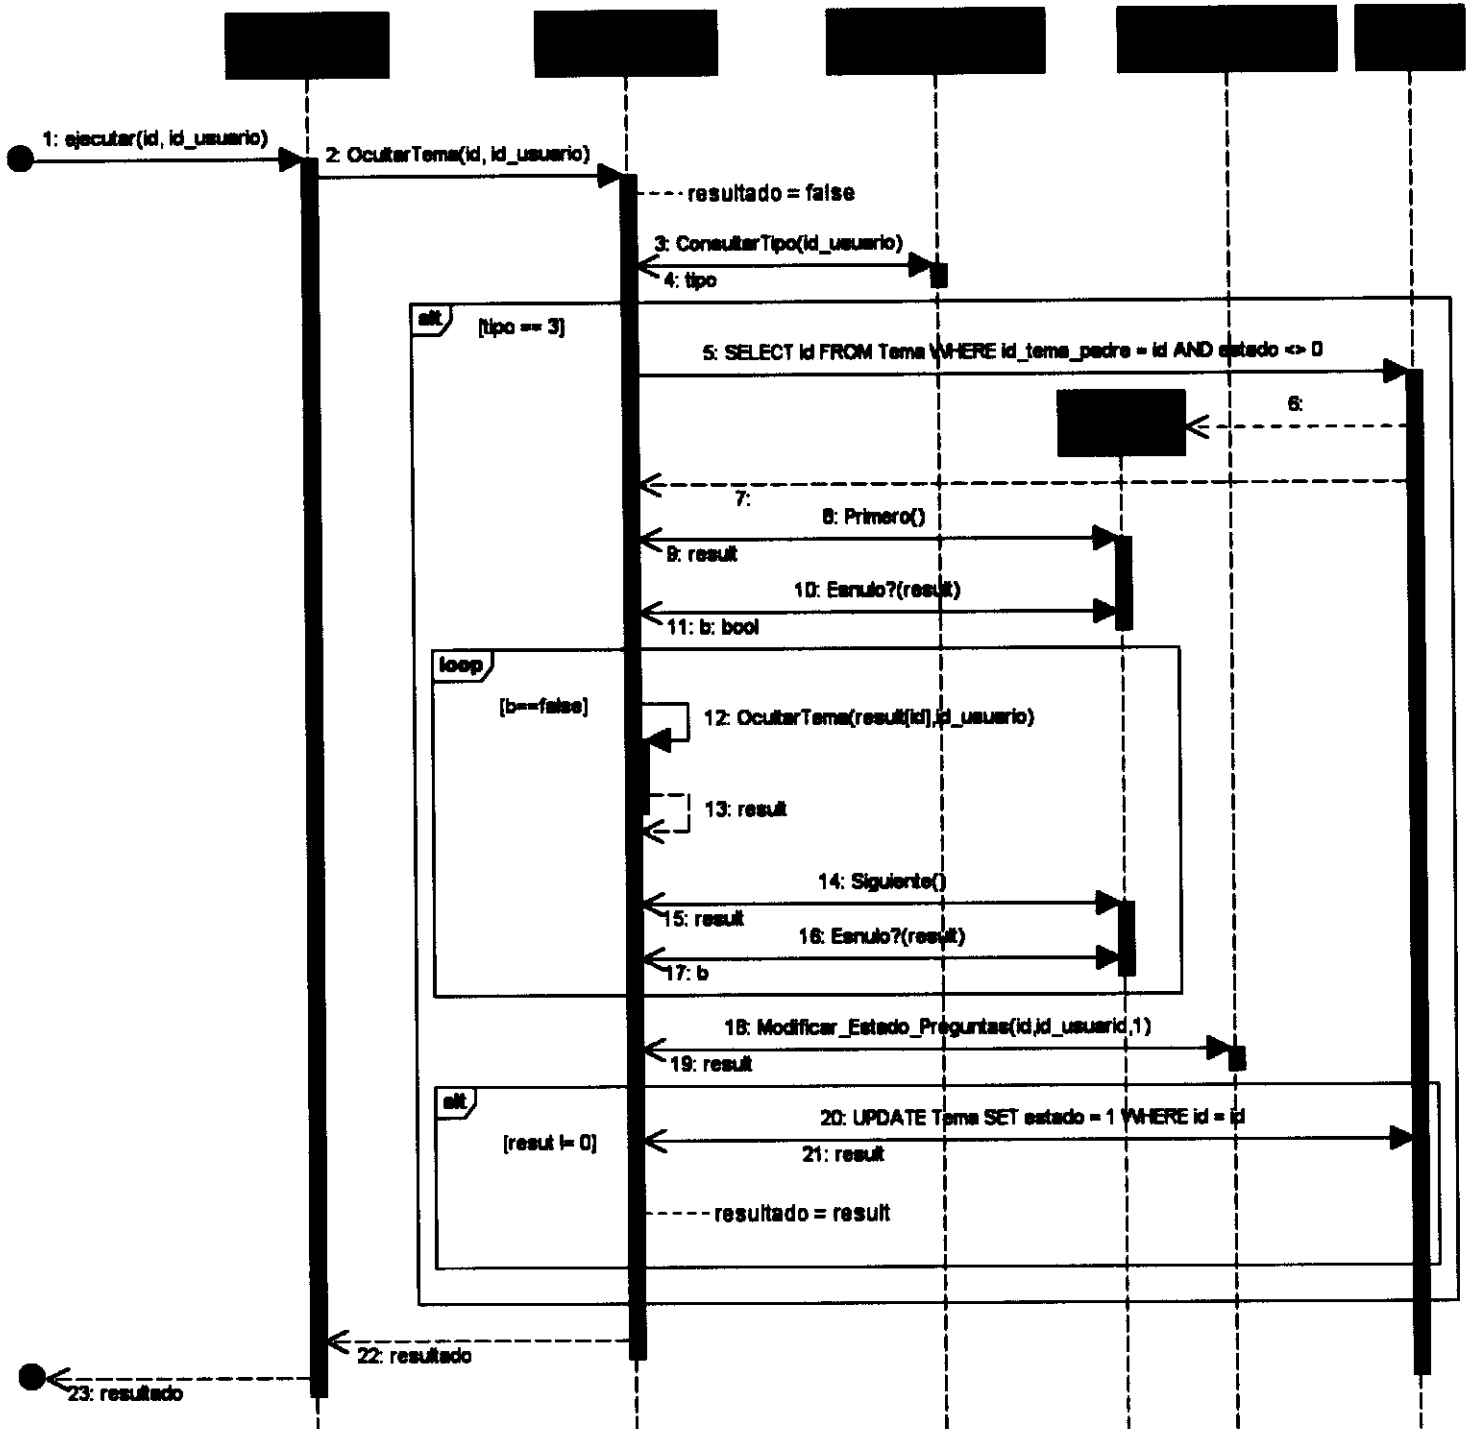 1: ejecutar(id, id_usuario)
2: OcultarTema(id, id_usuario)
resultado = false
3: ConsultarTipo(id_usuario)
4: tipo
alt
[tipo == 3]
5: SELECT id FROM Tema WHERE id_tema_padre = id AND estado <> 0
6:
7:
8: Primero()
9: result
10: Esnulo?(result)
11: b: bool
loop
[b==false]
12: OcultarTema(result[id],id_usuario)
13: result
14: Siguiente()
15: result
16: Esnulo?(result)
17: b
18: Modificar_Estado_Preguntas(id,id_usuario,1)
19: result
alt
20: UPDATE Tema SET estado = 1 WHERE id = id
[resut != 0]
21: result
resultado = result
22: resultado
23: resultado